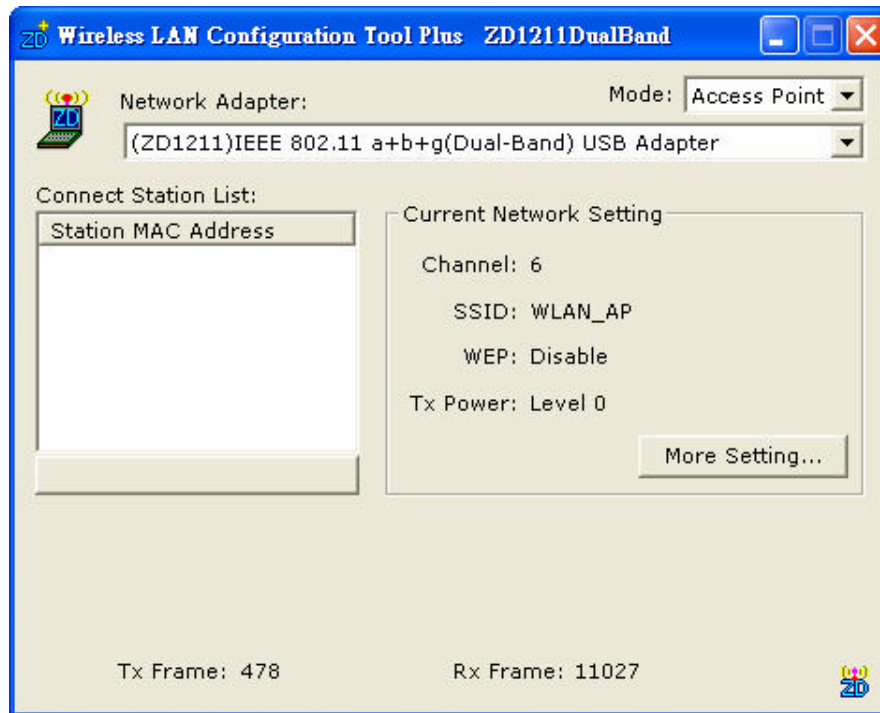 ZD Wireless LAN Configuration Tool Plus ZD1211DualBand
ZD
Network Adapter:
Mode: Access Point
(ZD1211)IEEE 802.11 a+b+g(Dual-Band) USB Adapter
Connect Station List:
Station MAC Address
Current Network Setting
Channel: 6
SSID: WLAN_AP
WEP: Disable
Tx Power: Level 0
More Setting...
Tx Frame: 478
Rx Frame: 11027
ZD